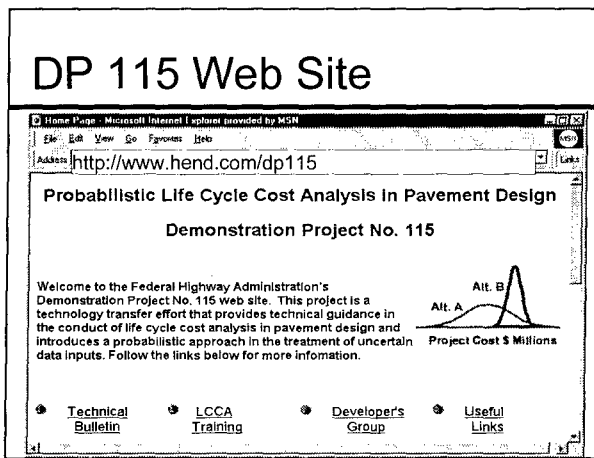 DP 115 Web Site
Home Page - Microsoft Internet Explorer provided by MSN
File Edit View Go Favorites Help
MSN
Address http://www.hend.com/dp115 Links
Probabilistic Life Cycle Cost Analysis in Pavement Design
Demonstration Project No. 115
Welcome to the Federal Highway Administration's
Demonstration Project No. 115 web site. This project is a
technology transfer effort that provides technical guidance in
the conduct of life cycle cost analysis in pavement design and
introduces a probabilistic approach in the treatment of uncertain
data inputs. Follow the links below for more infomation.
Alt. B
Alt. A
Project Cost $ Millions
Technical Bulletin
LCCA Training
Developer's Group
Useful Links